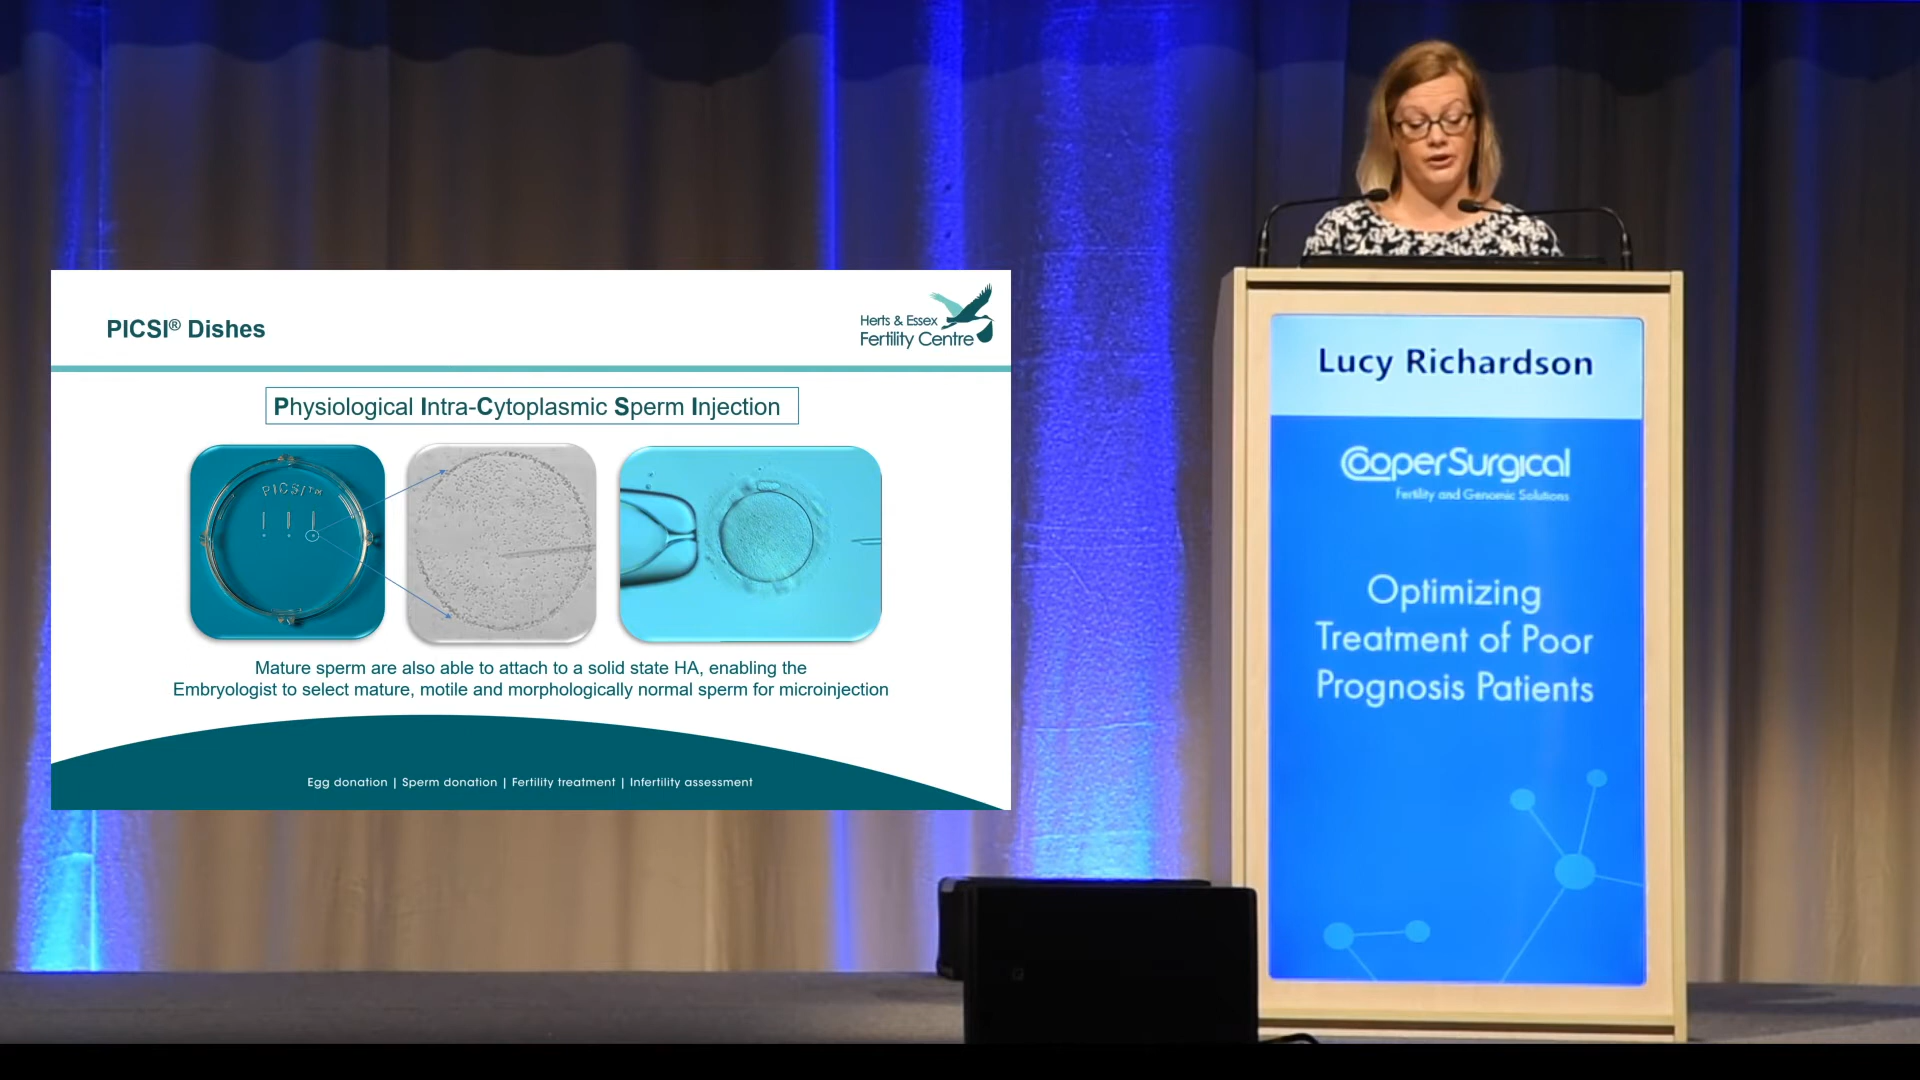 PICSI® Dishes
Herts & Essex
Fertility Centre
Physiological Intra-Cytoplasmic Sperm Injection
PICSI™
Mature sperm are also able to attach to a solid state HA, enabling the
Embryologist to select mature, motile and morphologically normal sperm for microinjection
Egg donation | Sperm donation | Fertility treatment | Infertility assessment
Lucy Richardson
CooperSurgical
Fertility and Genomic Solutions
Optimizing
Treatment of Poor
Prognosis Patients